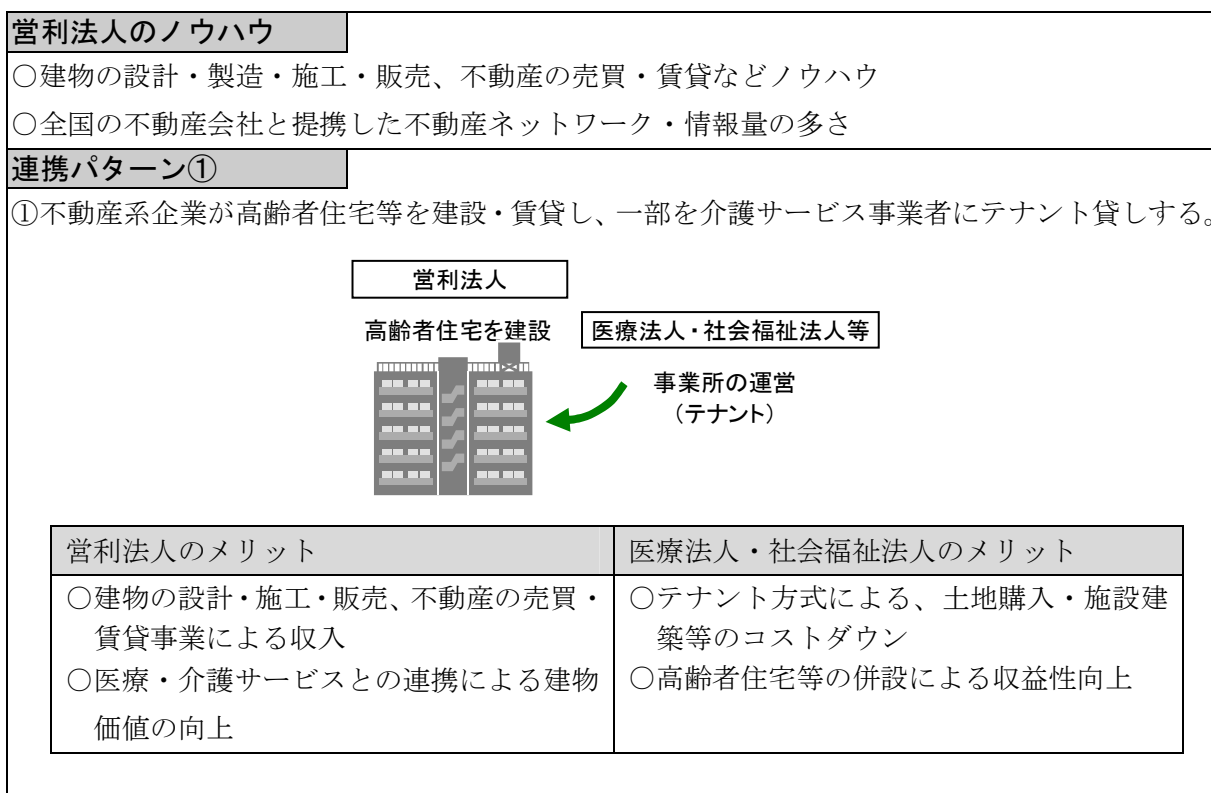 営利法人のノウハウ
○建物の設計・製造・施工・販売、不動産の売買・賃貸などノウハウ
○全国の不動産会社と提携した不動産ネットワーク・情報量の多さ
連携パターン①
①不動産系企業が高齢者住宅等を建設・賃貸し、一部を介護サービス事業者にテナント貸しする。
営利法人
高齢者住宅を建設
医療法人・社会福祉法人等
事業所の運営
(テナント)
営利法人のメリット
○建物の設計・施工・販売、不動産の売買・
賃貸事業による収入
○医療・介護サービスとの連携による建物
価値の向上
医療法人・社会福祉法人のメリット
○テナント方式による、土地購入・施設建
築等のコストダウン
○高齢者住宅等の併設による収益性向上